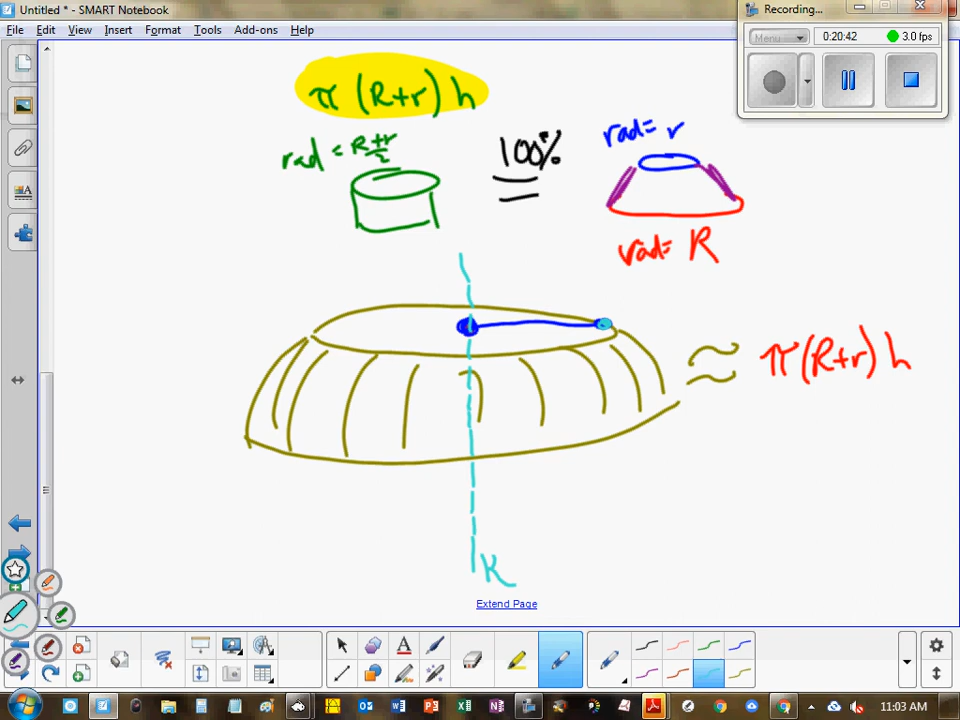 Untitled * - SMART Notebook
File Edit View Insert Format Tools Add-ons Help
Recording...
Menu
0:20:42
3.0 fps
π (R+r) h
rad = R+r/2
100%
rad= r
rad= R
≈ π(R+r) h
k
Extend Page
A
11:03 AM